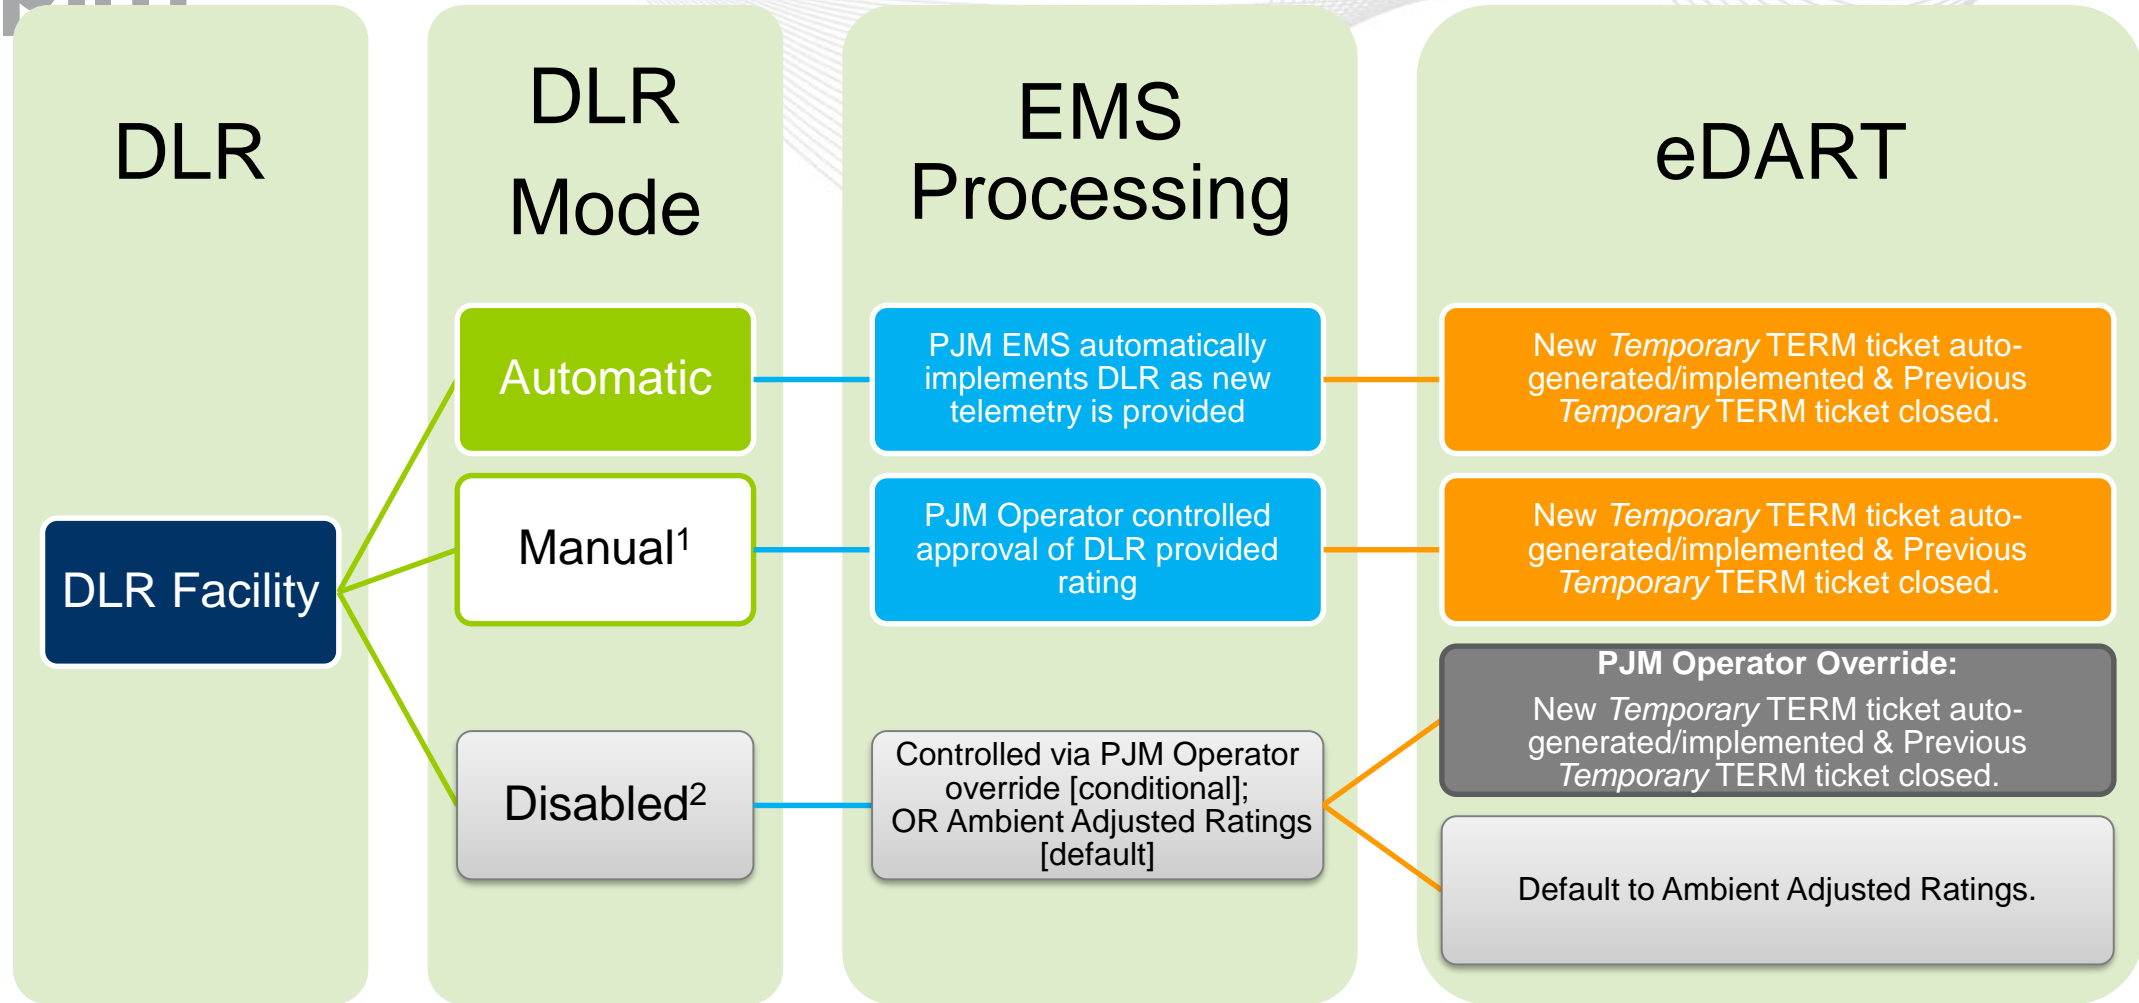 DLR
DLR
Mode
EMS
Processing
eDART
DLR Facility
Automatic
PJM EMS automatically
implements DLR as new
telemetry is provided
New Temporary TERM ticket auto-
generated/implemented & Previous
Temporary TERM ticket closed.
Manual¹
PJM Operator controlled
approval of DLR provided
rating
New Temporary TERM ticket auto-
generated/implemented & Previous
Temporary TERM ticket closed.
Disabled²
Controlled via PJM Operator
override [conditional];
OR Ambient Adjusted Ratings
[default]
PJM Operator Override:
New Temporary TERM ticket auto-
generated/implemented & Previous
Temporary TERM ticket closed.
Default to Ambient Adjusted Ratings.